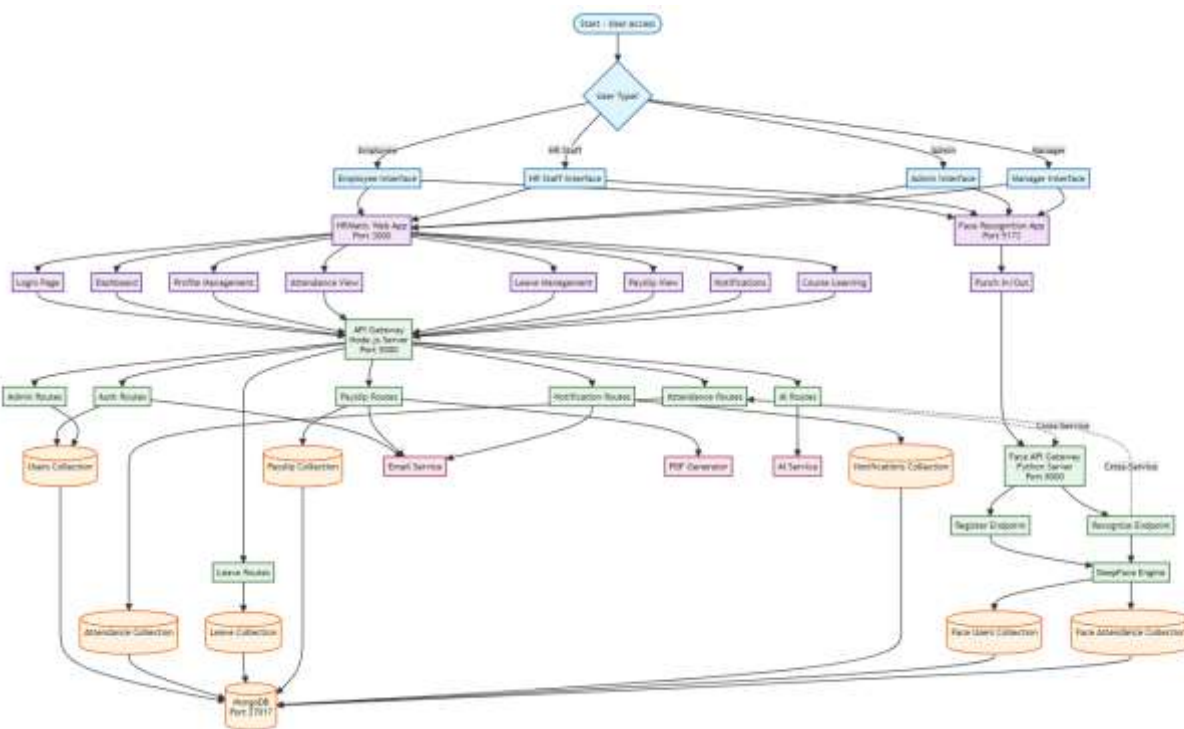 Start - User access
User Type?
Employee
HR Staff
Admin
Manager
Employee Interface
HR Staff Interface
Admin Interface
Manager Interface
Web App
Port 3000
Face Recognition App
Port 5173
Login Page
Dashboard
Profile Management
Attendance View
Leave Management
Payslip View
Notifications
Course Learning
Punch In/Out
API Gateway
Node.js Server
Port 5000
Admin Routes
Auth Routes
Payslip Routes
Notification Routes
Attendance Routes
AI Routes
Cross-Service
Users Collection
Payslip Collection
Email Service
PDF Generator
AI Service
Notifications Collection
Face API Gateway
Python Server
Port 8000
Cross-Service
Register Endpoint
Recognize Endpoint
Leave Routes
DeepFace Engine
Attendance Collection
Leave Collection
Face Users Collection
Face Attendance Collection
MongoDB
Port 27017